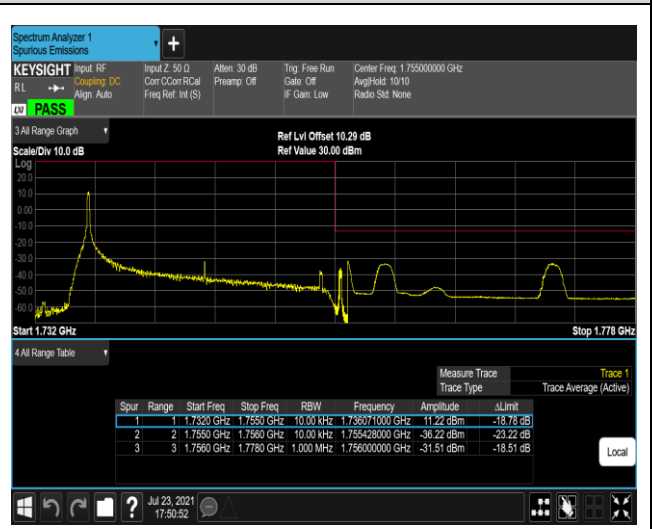 Spectrum Analyzer 1
Spurious Emissions
+
KEYSIGHT Input: RF Input Z: 50 Ω Atten: 30 dB Trig: Free Run Center Freq: 1.755000000 GHz
RL Coupling: DC Corr CCorr RCal Preamp: Off Gate: Off Avg|Hold: 10/10
Align: Auto Freq Ref: Int (S) IF Gain: Low Radio Std: None
LXI PASS
3 All Range Graph
Ref Lvl Offset 10.29 dB
Scale/Div 10.0 dB Ref Value 30.00 dBm
Log
20.0
10.0
0.00
-10.0
-20.0
-30.0
-40.0
-50.0
-60.0
Start 1.732 GHz Stop 1.778 GHz
4 All Range Table
Measure Trace Trace 1
Trace Type Trace Average (Active)
Spur Range Start Freq Stop Freq RBW Frequency Amplitude ΔLimit
1 1 1.7320 GHz 1.7550 GHz 10.00 kHz 1.736071000 GHz 11.22 dBm -18.78 dB
2 2 1.7550 GHz 1.7560 GHz 10.00 kHz 1.755428000 GHz -36.22 dBm -23.22 dB
3 3 1.7560 GHz 1.7780 GHz 1.000 MHz 1.756000000 GHz -31.51 dBm -18.51 dB
Local
? Jul 23, 2021
17:50:52